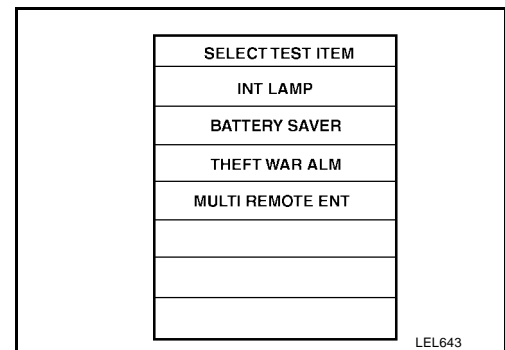 SELECT TEST ITEM
INT LAMP
BATTERY SAVER
THEFT WAR ALM
MULTI REMOTE ENT
LEL643